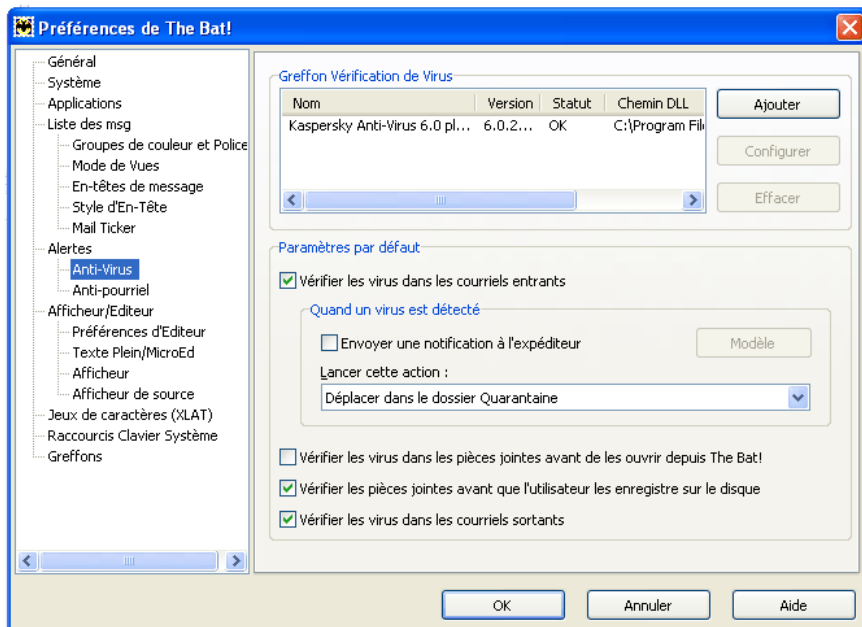 Préférences de The Bat!
Général
Système
Applications
Liste des msg
Groupes de couleur et Police
Mode de Vues
En-têtes de message
Style d'En-Tête
Mail Ticker
Alertes
Anti-Virus
Anti-pourriel
Afficheur/Editeur
Préférences d'Editeur
Texte Plein/MicroEd
Afficheur
Afficheur de source
Jeux de caractères (XLAT)
Raccourcis Clavier Système
Greffons
Greffon Vérification de Virus
Nom Version Statut Chemin DLL
Kaspersky Anti-Virus 6.0 pl... 6.0.2... OK C:\Program Fil
Ajouter
Configurer
Effacer
Paramètres par défaut
Vérifier les virus dans les courriels entrants
Quand un virus est détecté
Envoyer une notification à l'expéditeur
Modèle
Lancer cette action :
Déplacer dans le dossier Quarantaine
Vérifier les virus dans les pièces jointes avant de les ouvrir depuis The Bat!
Vérifier les pièces jointes avant que l'utilisateur les enregistre sur le disque
Vérifier les virus dans les courriels sortants
OK Annuler Aide